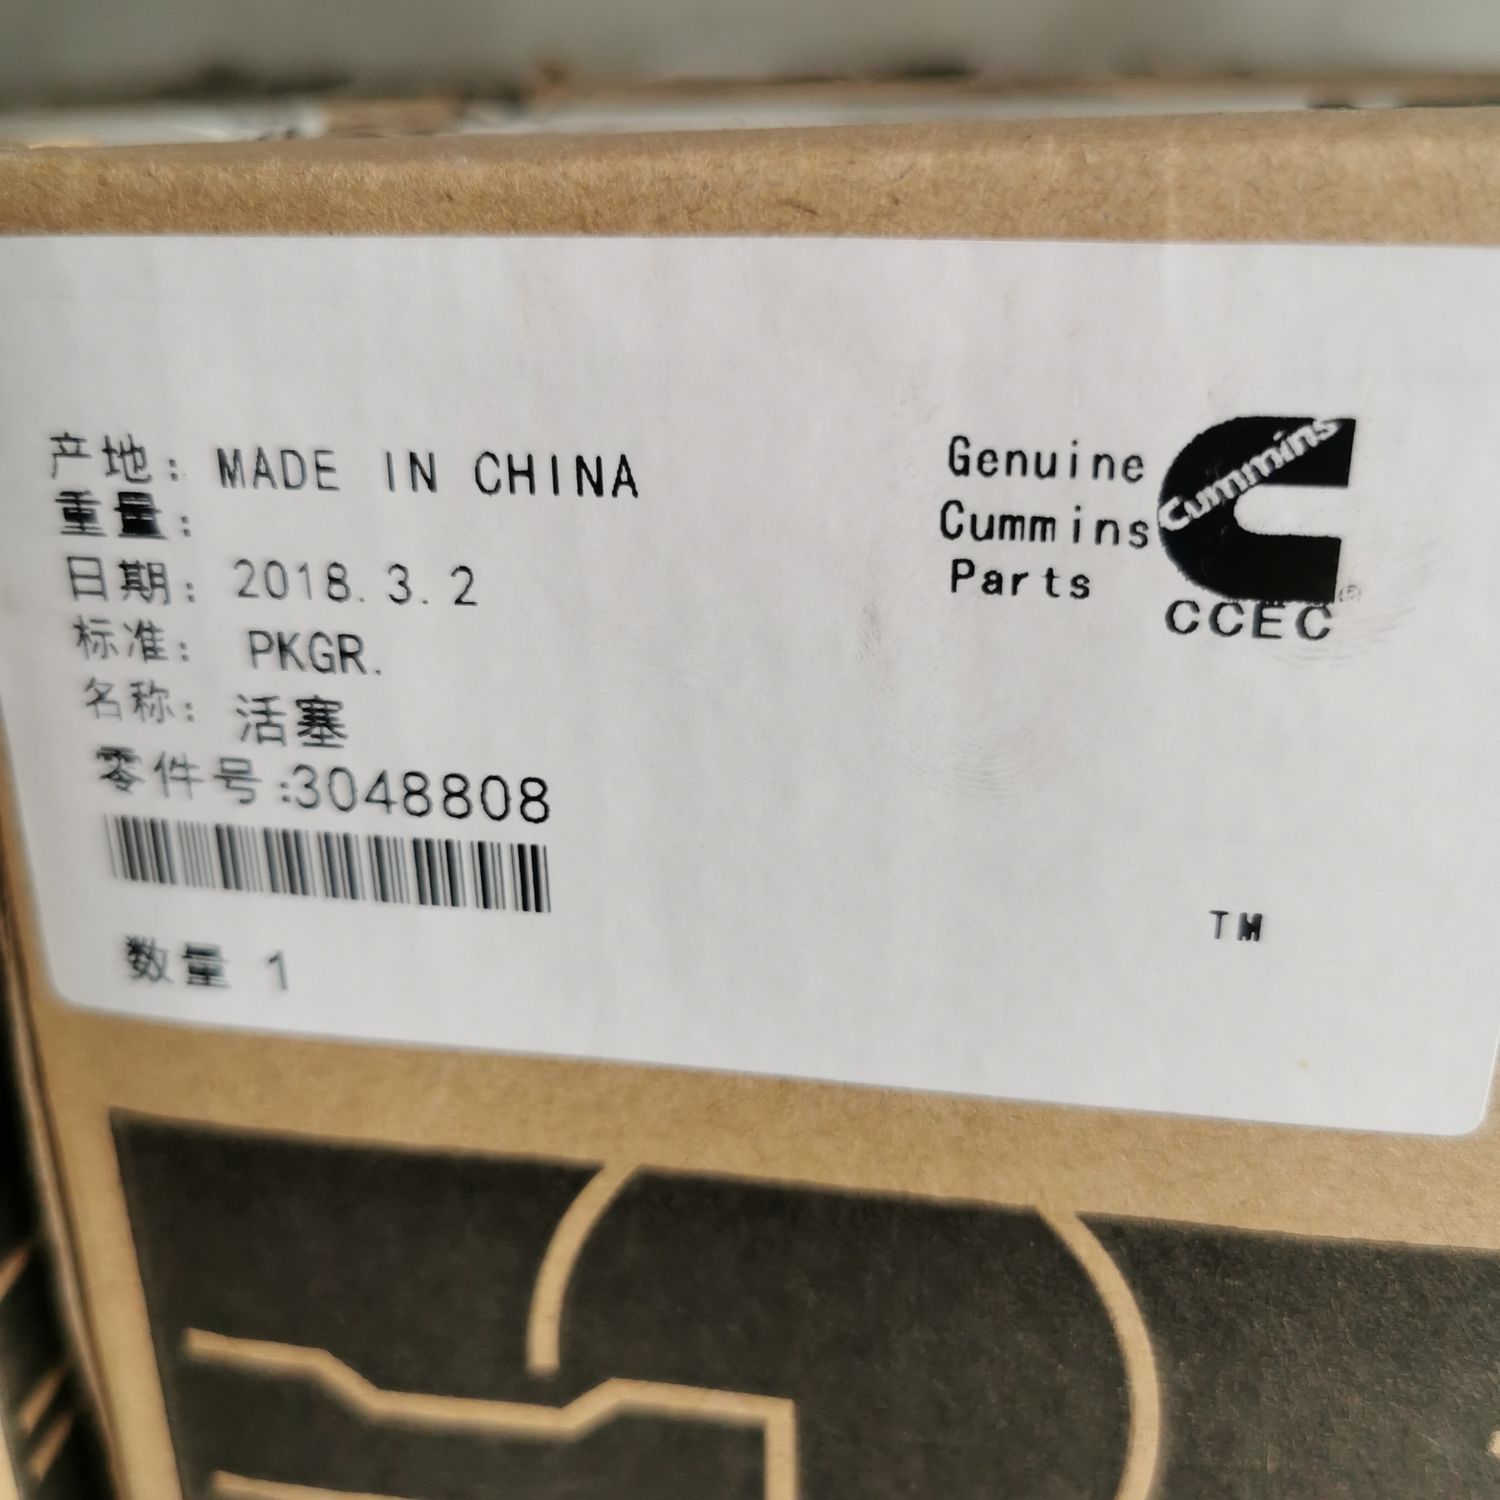 产地: MADE IN CHINA
重量:
日期: 2018.3.2
标准: PKGR.
名称: 活塞
零件号:3048808
数量 1
Genuine
Cummins
Parts
Cummins
®
CCEC
TM